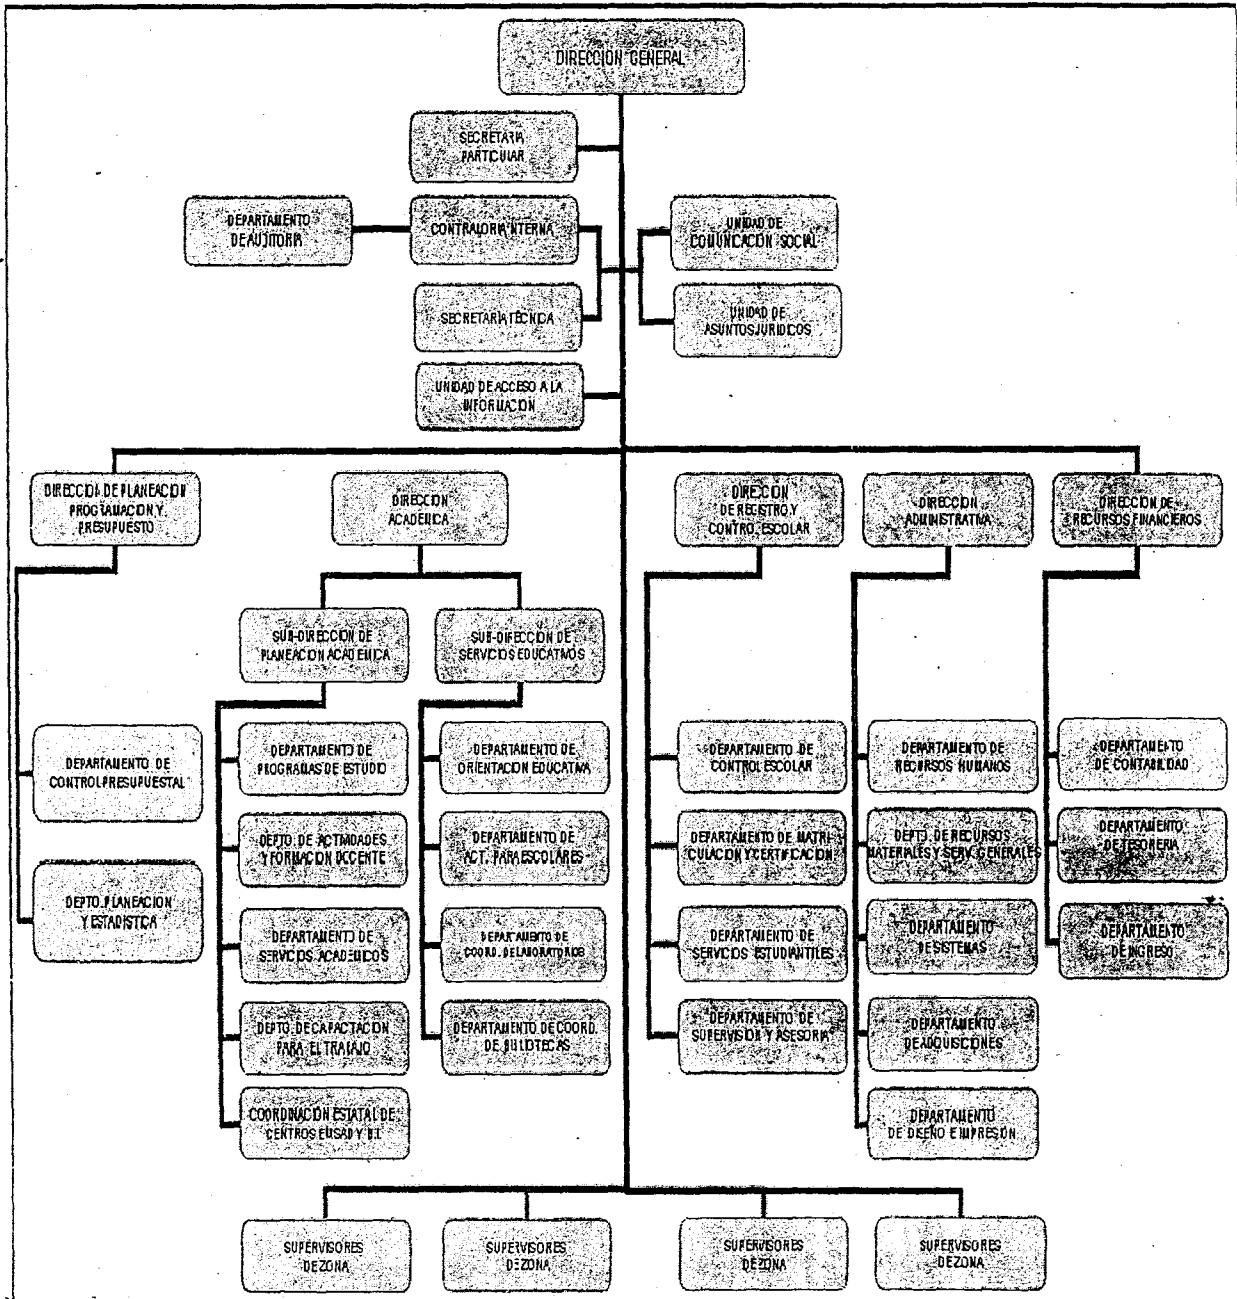 DIRECCION GENERAL
SECRETARIA
PARTICULAR
DEPARTAMENTO
DE AUDITORIA
CONTRALORIA INTERNA
UNIDAD DE
COMUNICACION SOCIAL
SECRETARIA TECNICA
UNIDAD DE
ASUNTOS JURIDICOS
UNIDAD DE ACCESO A LA
INFORMACION
DIRECCION DE PLANEACION
PROGRAMACION Y
PRESUPUESTO
DIRECCION
ACADEMICA
DIRECCION
DE REGISTRO Y
CONTROL ESCOLAR
DIRECCION
ADMINISTRATIVA
DIRECCION DE
RECURSOS FINANCIEROS
SUB-DIRECCION DE
PLANEACION ACADEMICA
SUB-DIRECCION DE
SERVICIOS EDUCATIVOS
DEPARTAMENTO DE
CONTROL PRESUPUESTAL
DEPTO. PLANEACION
Y ESTADISTICA
DEPARTAMENTO DE
PROGRAMAS DE ESTUDIO
DEPTO. DE ACTIVIDADES
Y FORMACION DOCENTE
DEPARTAMENTO DE
SERVICIOS ACADEMICOS
DEPTO. DE CAPACTACION
PARA EL TRABAJO
COORDINACION ESTATAL DE
CENTROS EMSAD Y
DEPARTAMENTO DE
ORIENTACION EDUCATIVA
DEPARTAMENTO DE
ACT. PARAESCOLARES
DEPARTAMENTO DE
COORD. DE LABORATORIOS
DEPARTAMENTO DE COORD.
DE BIBLIOTECAS
DEPARTAMENTO DE
CONTROL ESCOLAR
DEPARTAMENTO DE MATRI-
CULACION Y CERTIFICACION
DEPARTAMENTO DE
SERVICIOS ESTUDIANTILES
DEPARTAMENTO DE
SUPERVISION Y ASESORIA
DEPARTAMENTO DE
RECURSOS HUMANOS
DEPTO. DE RECURSOS
MATERIALES Y SERV. GENERALES
DEPARTAMENTO
DE SISTEMAS
DEPARTAMENTO
DE ADQUISICIONES
DEPARTAMENTO
DE DISEÑO E IMPRESION
DEPARTAMENTO
DE CONTABILIDAD
DEPARTAMENTO
DE TESORERIA
DEPARTAMENTO
DE INGRESO
SUPERVISORES
DE ZONA
SUPERVISORES
DE ZONA
SUPERVISORES
DE ZONA
SUPERVISORES
DE ZONA